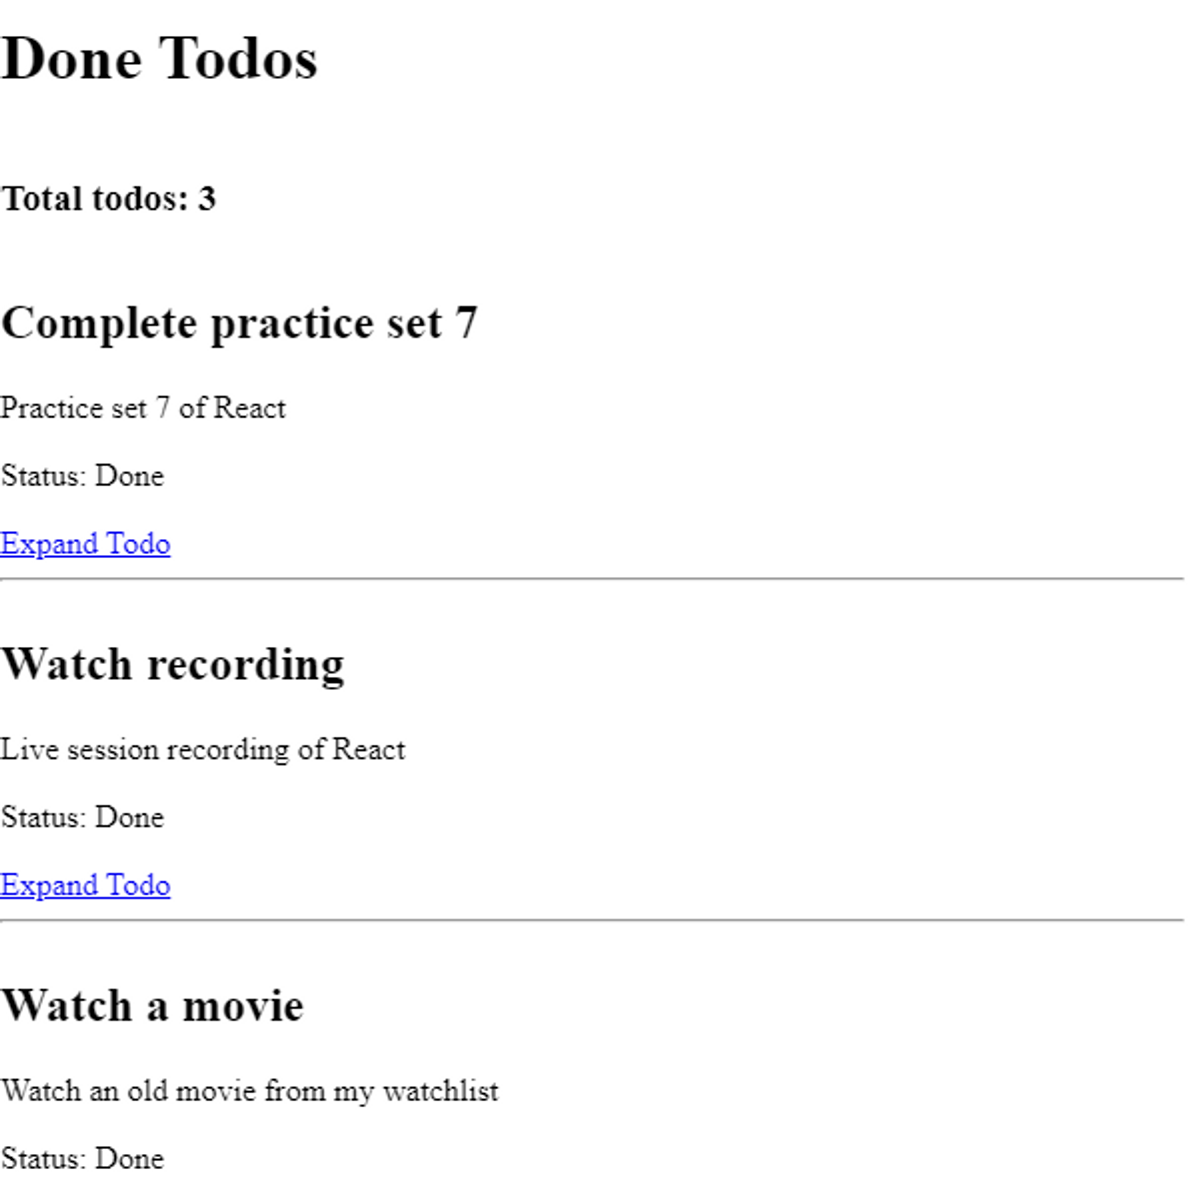 Done Todos
Total todos: 3
Complete practice set 7
Practice set 7 of React
Status: Done
Expand Todo
Watch recording
Live session recording of React
Status: Done
Expand Todo
Watch a movie
Watch an old movie from my watchlist
Status: Done